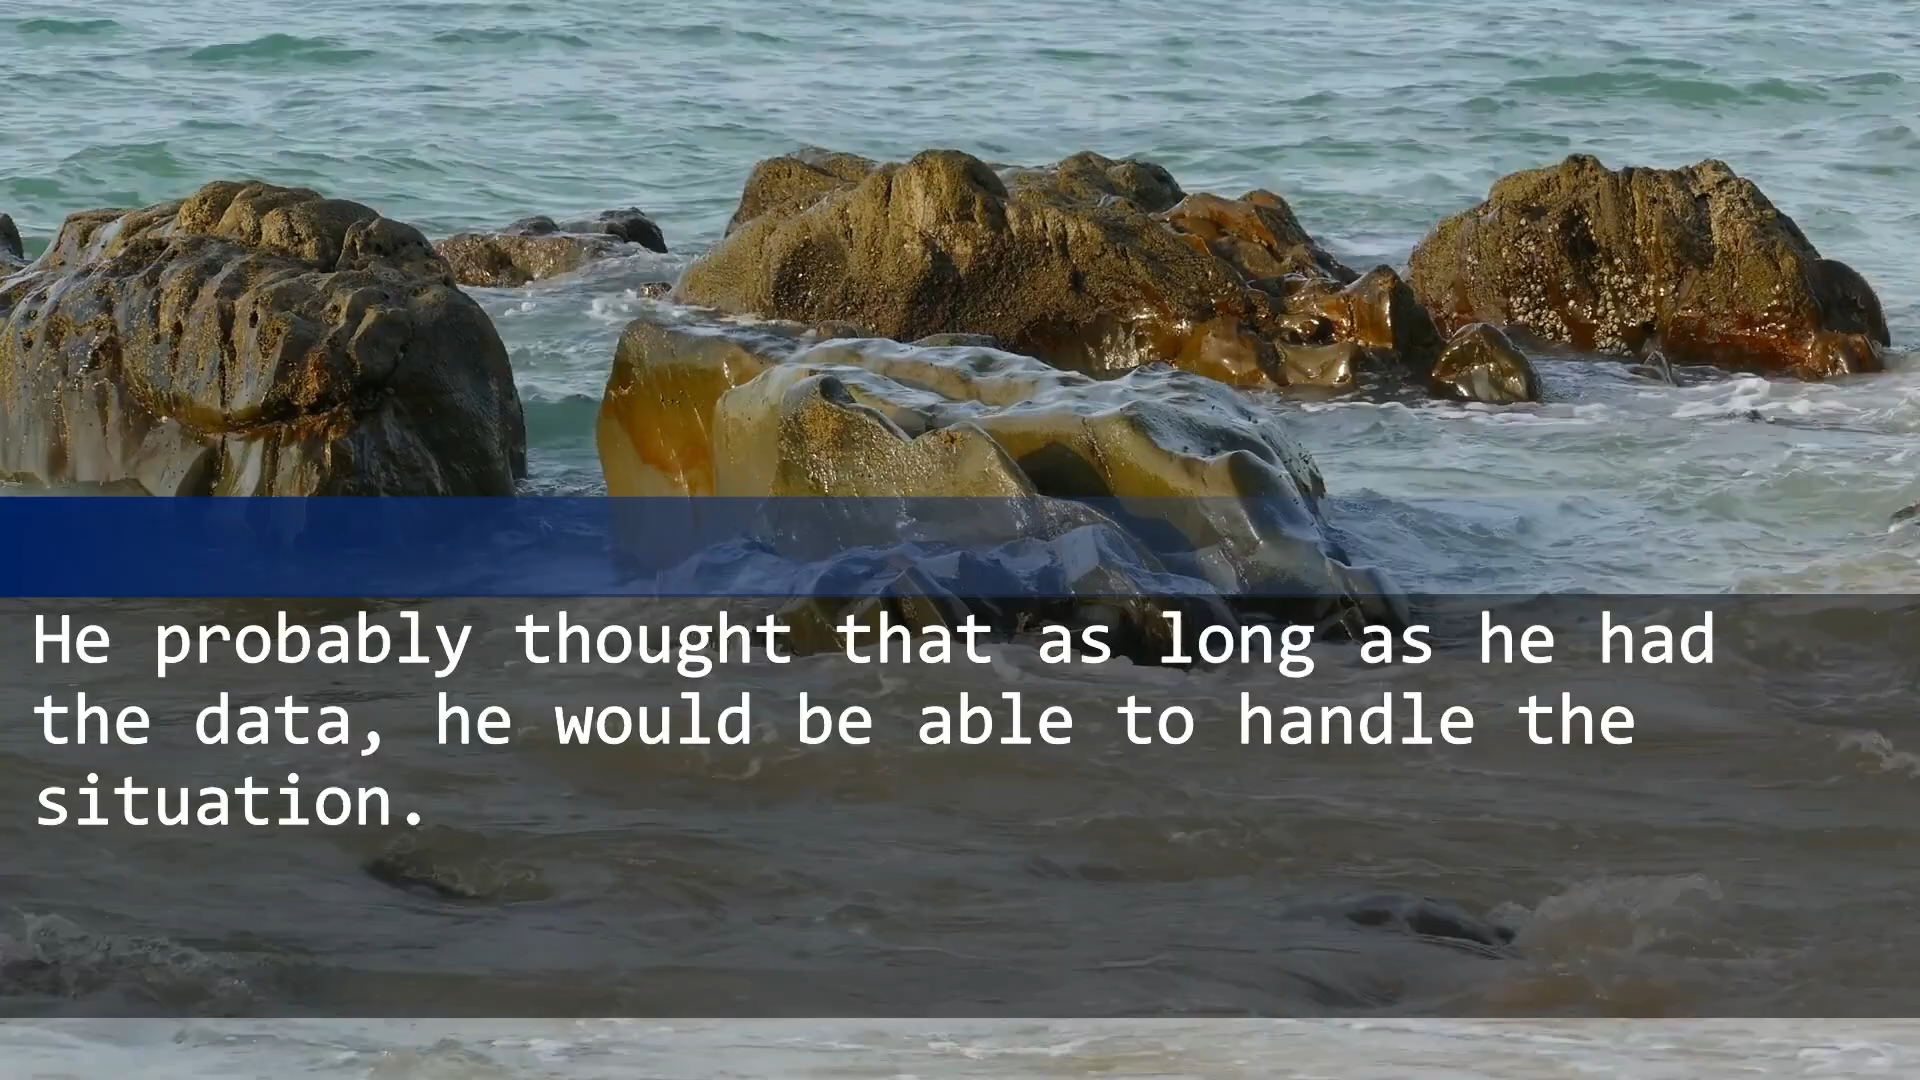 He probably thought that as long as he had
the data, he would be able to handle the
situation.